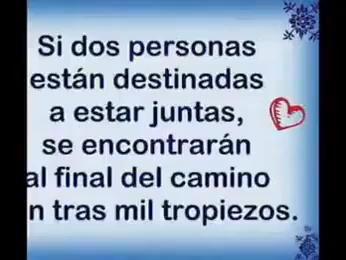 Si dos personas
están destinadas
a estar juntas,
se encontrarán
al final del camino
n tras mil tropiezos.